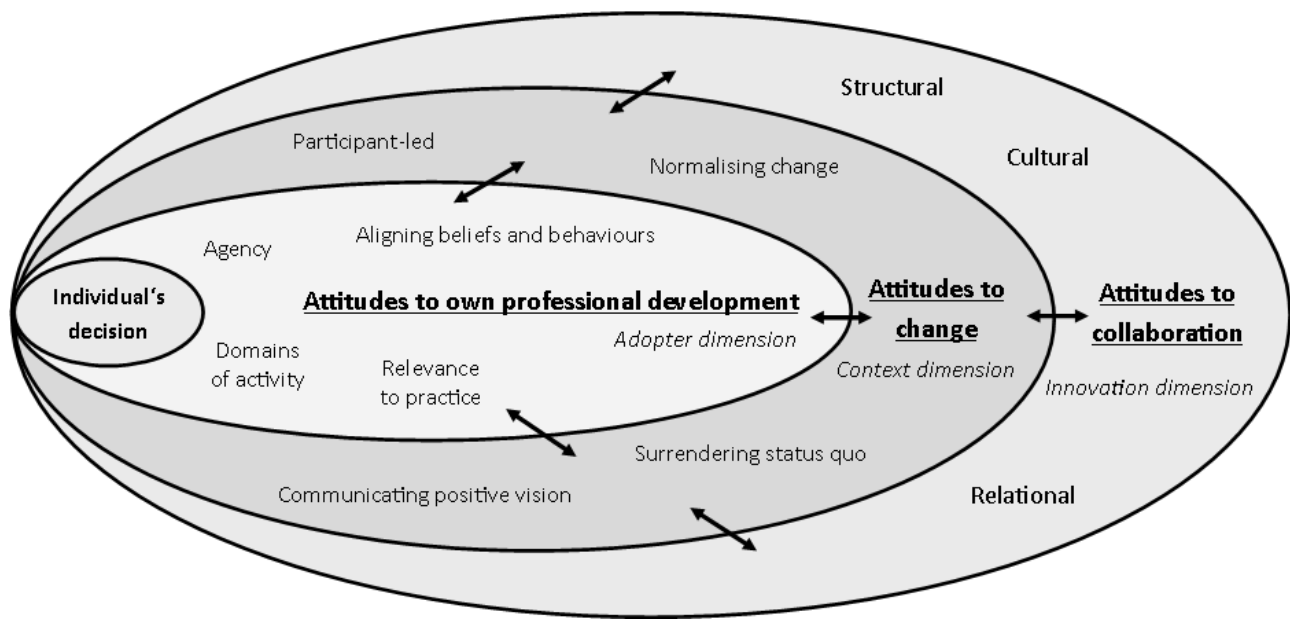 Structural
Participant-led
Cultural
Normalising change
Aligning beliefs and behaviours
Agency
Individual‘s
decision
Attitudes to own professional development
Adopter dimension
Attitudes to
change
Context dimension
Attitudes to
collaboration
Innovation dimension
Domains
of activity
Relevance
to practice
Surrendering status quo
Communicating positive vision
Relational